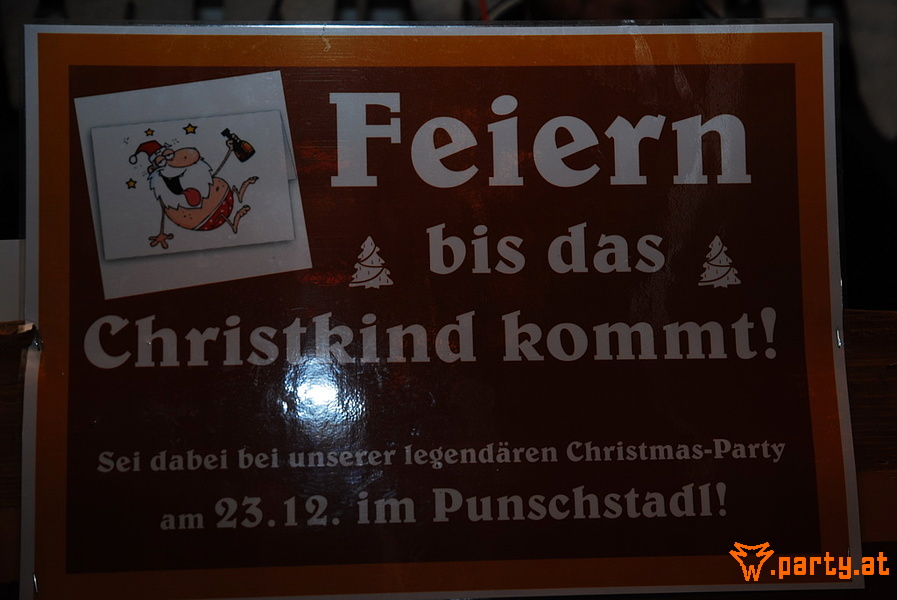 Feiern
bis das
Christkind kommt!
Sei dabei bei unserer legendären Christmas-Party
am 23.12. im Punschstadl!
W.party.at